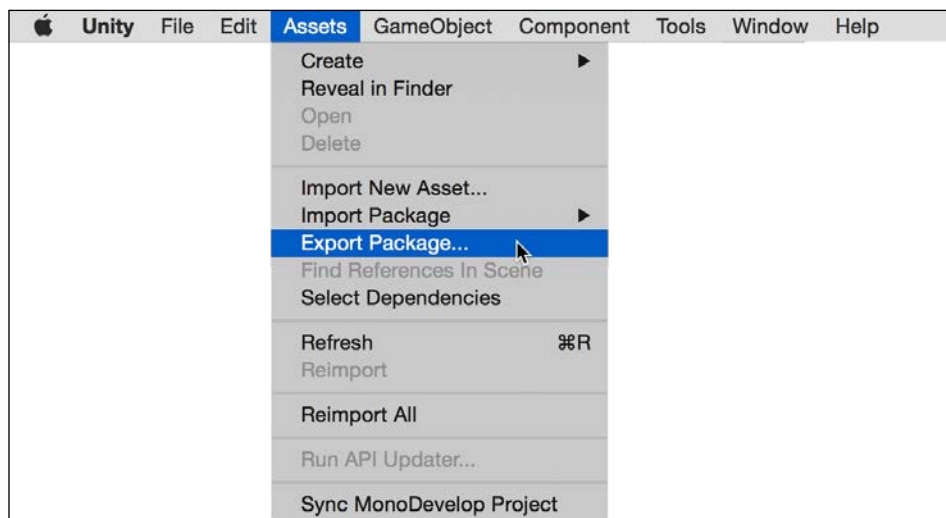 Unity File Edit Assets GameObject Component Tools Window Help
Create
Reveal in Finder
Open
Delete
Import New Asset...
Import Package
Export Package...
Find References In Scene
Select Dependencies
Refresh ⌘R
Reimport
Reimport All
Run API Updater...
Sync MonoDevelop Project